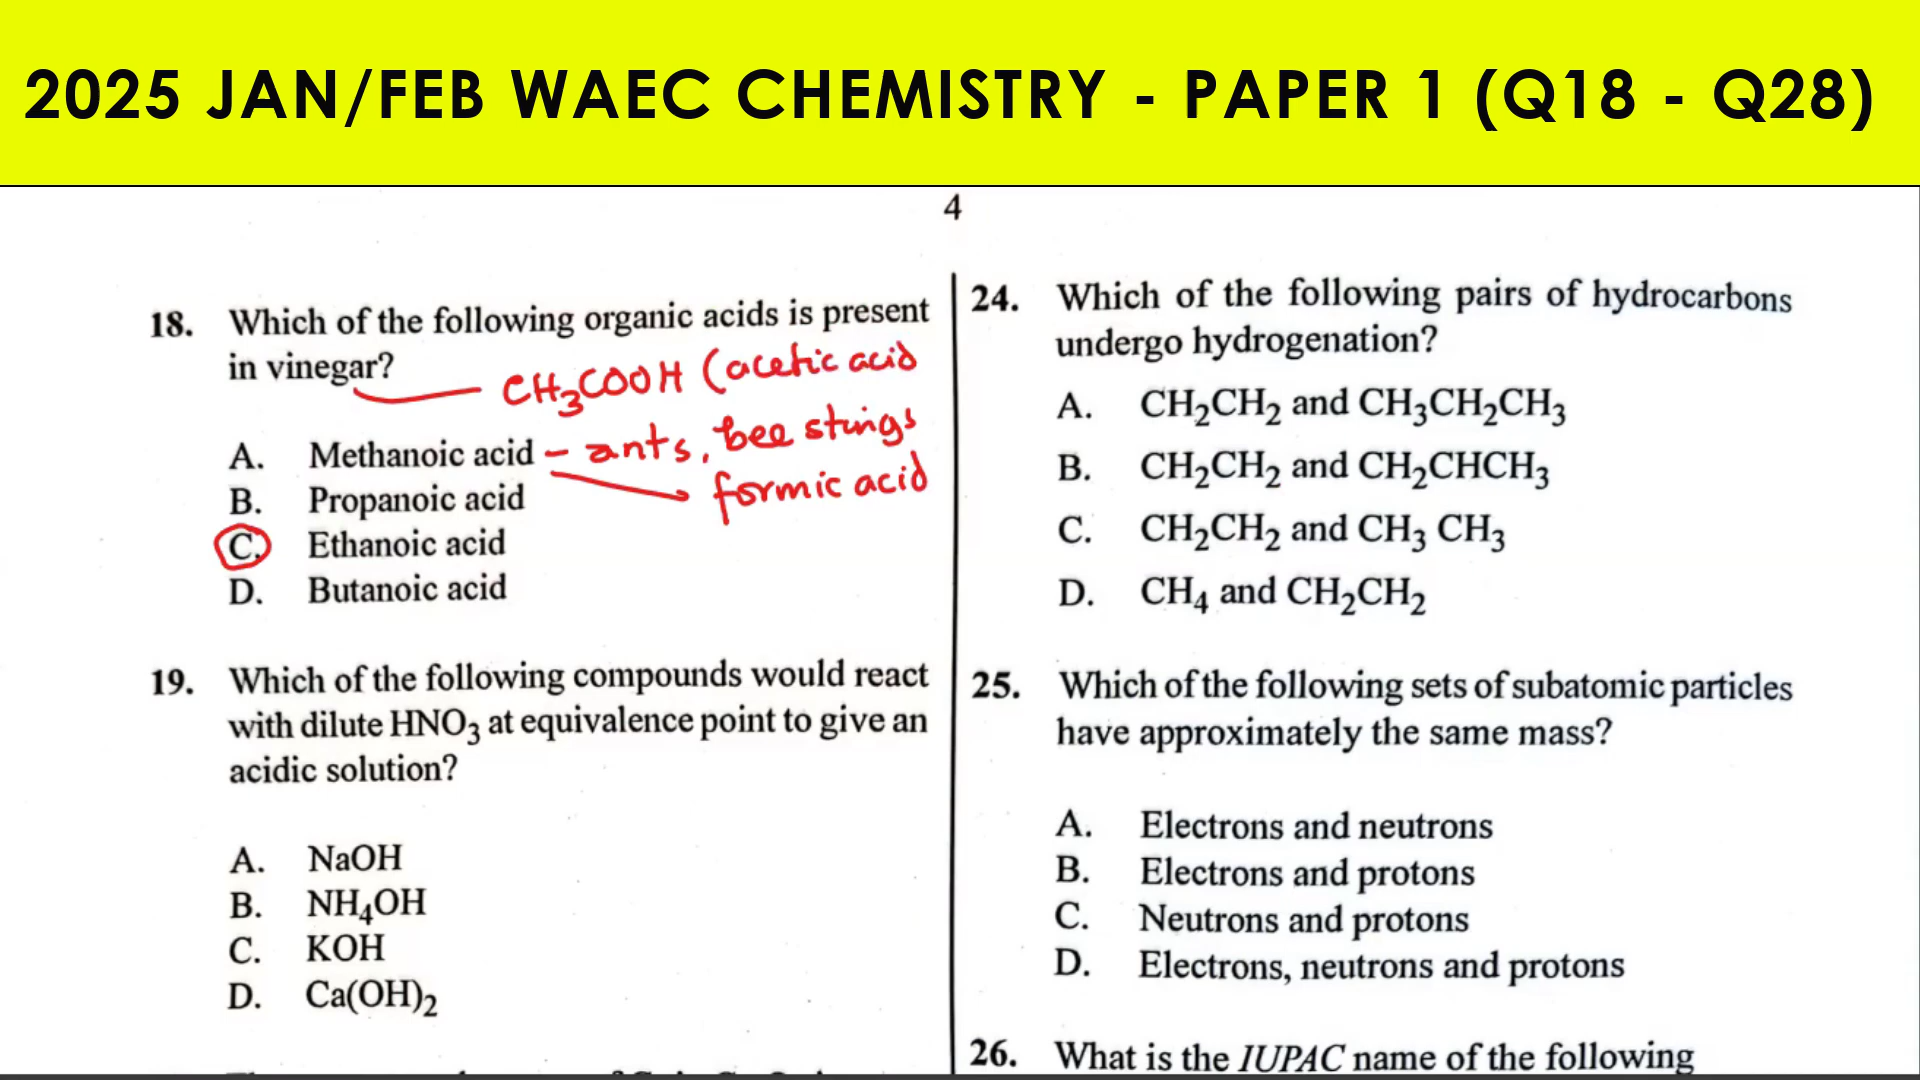 2025 JAN/FEB WAEC CHEMISTRY - PAPER 1 (Q18 - Q28)
4
18. Which of the following organic acids is present
in vinegar?
CH₃COOH (acetic acid
A. Methanoic acid – ants, bee stings
formic acid
B. Propanoic acid
C. Ethanoic acid
D. Butanoic acid
19. Which of the following compounds would react
with dilute HNO₃ at equivalence point to give an
acidic solution?
A. NaOH
B. NH₄OH
C. KOH
D. Ca(OH)₂
24. Which of the following pairs of hydrocarbons
undergo hydrogenation?
A. CH₂CH₂ and CH₃CH₂CH₃
B. CH₂CH₂ and CH₂CHCH₃
C. CH₂CH₂ and CH₃ CH₃
D. CH₄ and CH₂CH₂
25. Which of the following sets of subatomic particles
have approximately the same mass?
A. Electrons and neutrons
B. Electrons and protons
C. Neutrons and protons
D. Electrons, neutrons and protons
26. What is the IUPAC name of the following